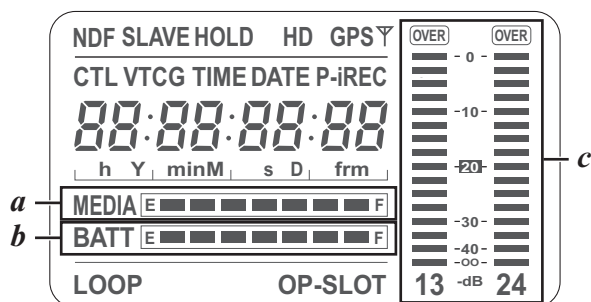 NDF SLAVE HOLD HD GPS
CTL VTCG TIME DATE P-iREC
88:88:88:88
h Y minM s D frm
a MEDIA E F
b BATT E F
LOOP OP-SLOT
OVER OVER
- 0 -
-10-
-20-
c
-30-
-40-
-∞-
13 -dB 24